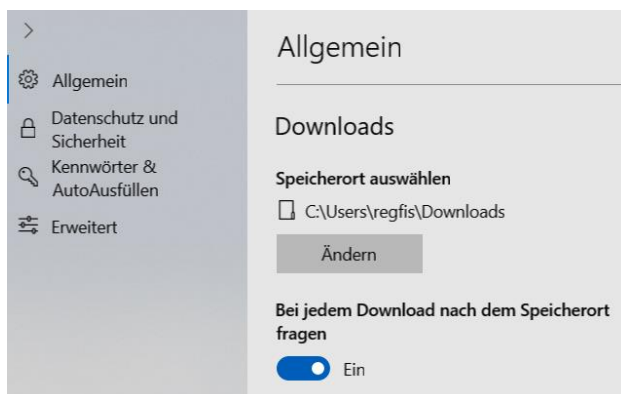 Allgemein
Datenschutz und
Sicherheit
Kennwörter &
AutoAusfüllen
Erweitert
Allgemein
Downloads
Speicherort auswählen
C:\Users\regfis\Downloads
Ändern
Bei jedem Download nach dem Speicherort
fragen
Ein